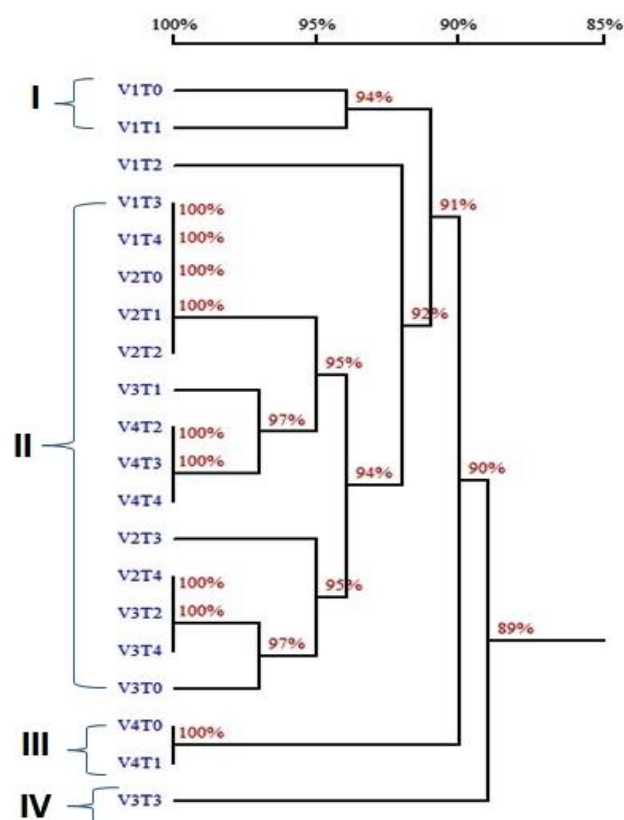 100% 95% 90% 85%
V1T0
I 94%
V1T1
V1T2
V1T3
100% 91%
V1T4
100%
V2T0
100%
V2T1
100% 92%
V2T2
95%
V3T1
V4T2 97%
II 100%
V4T3
100% 94% 90%
V4T4
V2T3
V2T4
100% 95%
V3T2
100%
89%
V3T4 97%
V3T0
V4T0
100%
III
V4T1
V3T3
IV